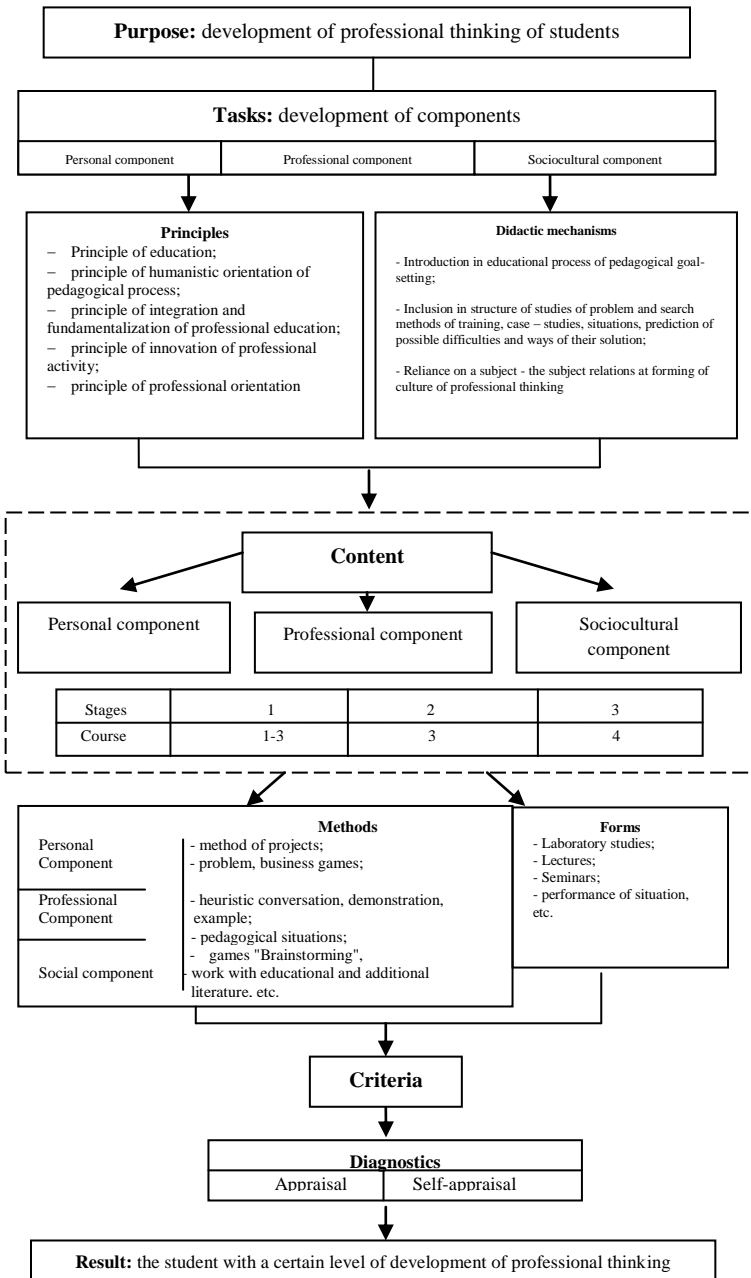 Purpose: development of professional thinking of students
Tasks: development of components
Personal component
Professional component
Sociocultural component
Principles
– Principle of education;
– principle of humanistic orientation of
pedagogical process;
– principle of integration and
fundamentalization of professional education;
– principle of innovation of professional
activity;
– principle of professional orientation
Didactic mechanisms
- Introduction in educational process of pedagogical goal-
setting;
- Inclusion in structure of studies of problem and search
methods of training, case – studies, situations, prediction of
possible difficulties and ways of their solution;
- Reliance on a subject - the subject relations at forming of
culture of professional thinking
Content
Personal component
Professional component
Sociocultural
component
Stages 1 2 3
Course 1-3 3 4
Methods
Personal
Component
- method of projects;
- problem, business games;
Professional
Component
- heuristic conversation, demonstration,
example;
- pedagogical situations;
- games "Brainstorming",
Social component
- work with educational and additional
literature. etc.
Forms
- Laboratory studies;
- Lectures;
- Seminars;
- performance of situation,
etc.
Criteria
Diagnostics
Appraisal
Self-appraisal
Result: the student with a certain level of development of professional thinking